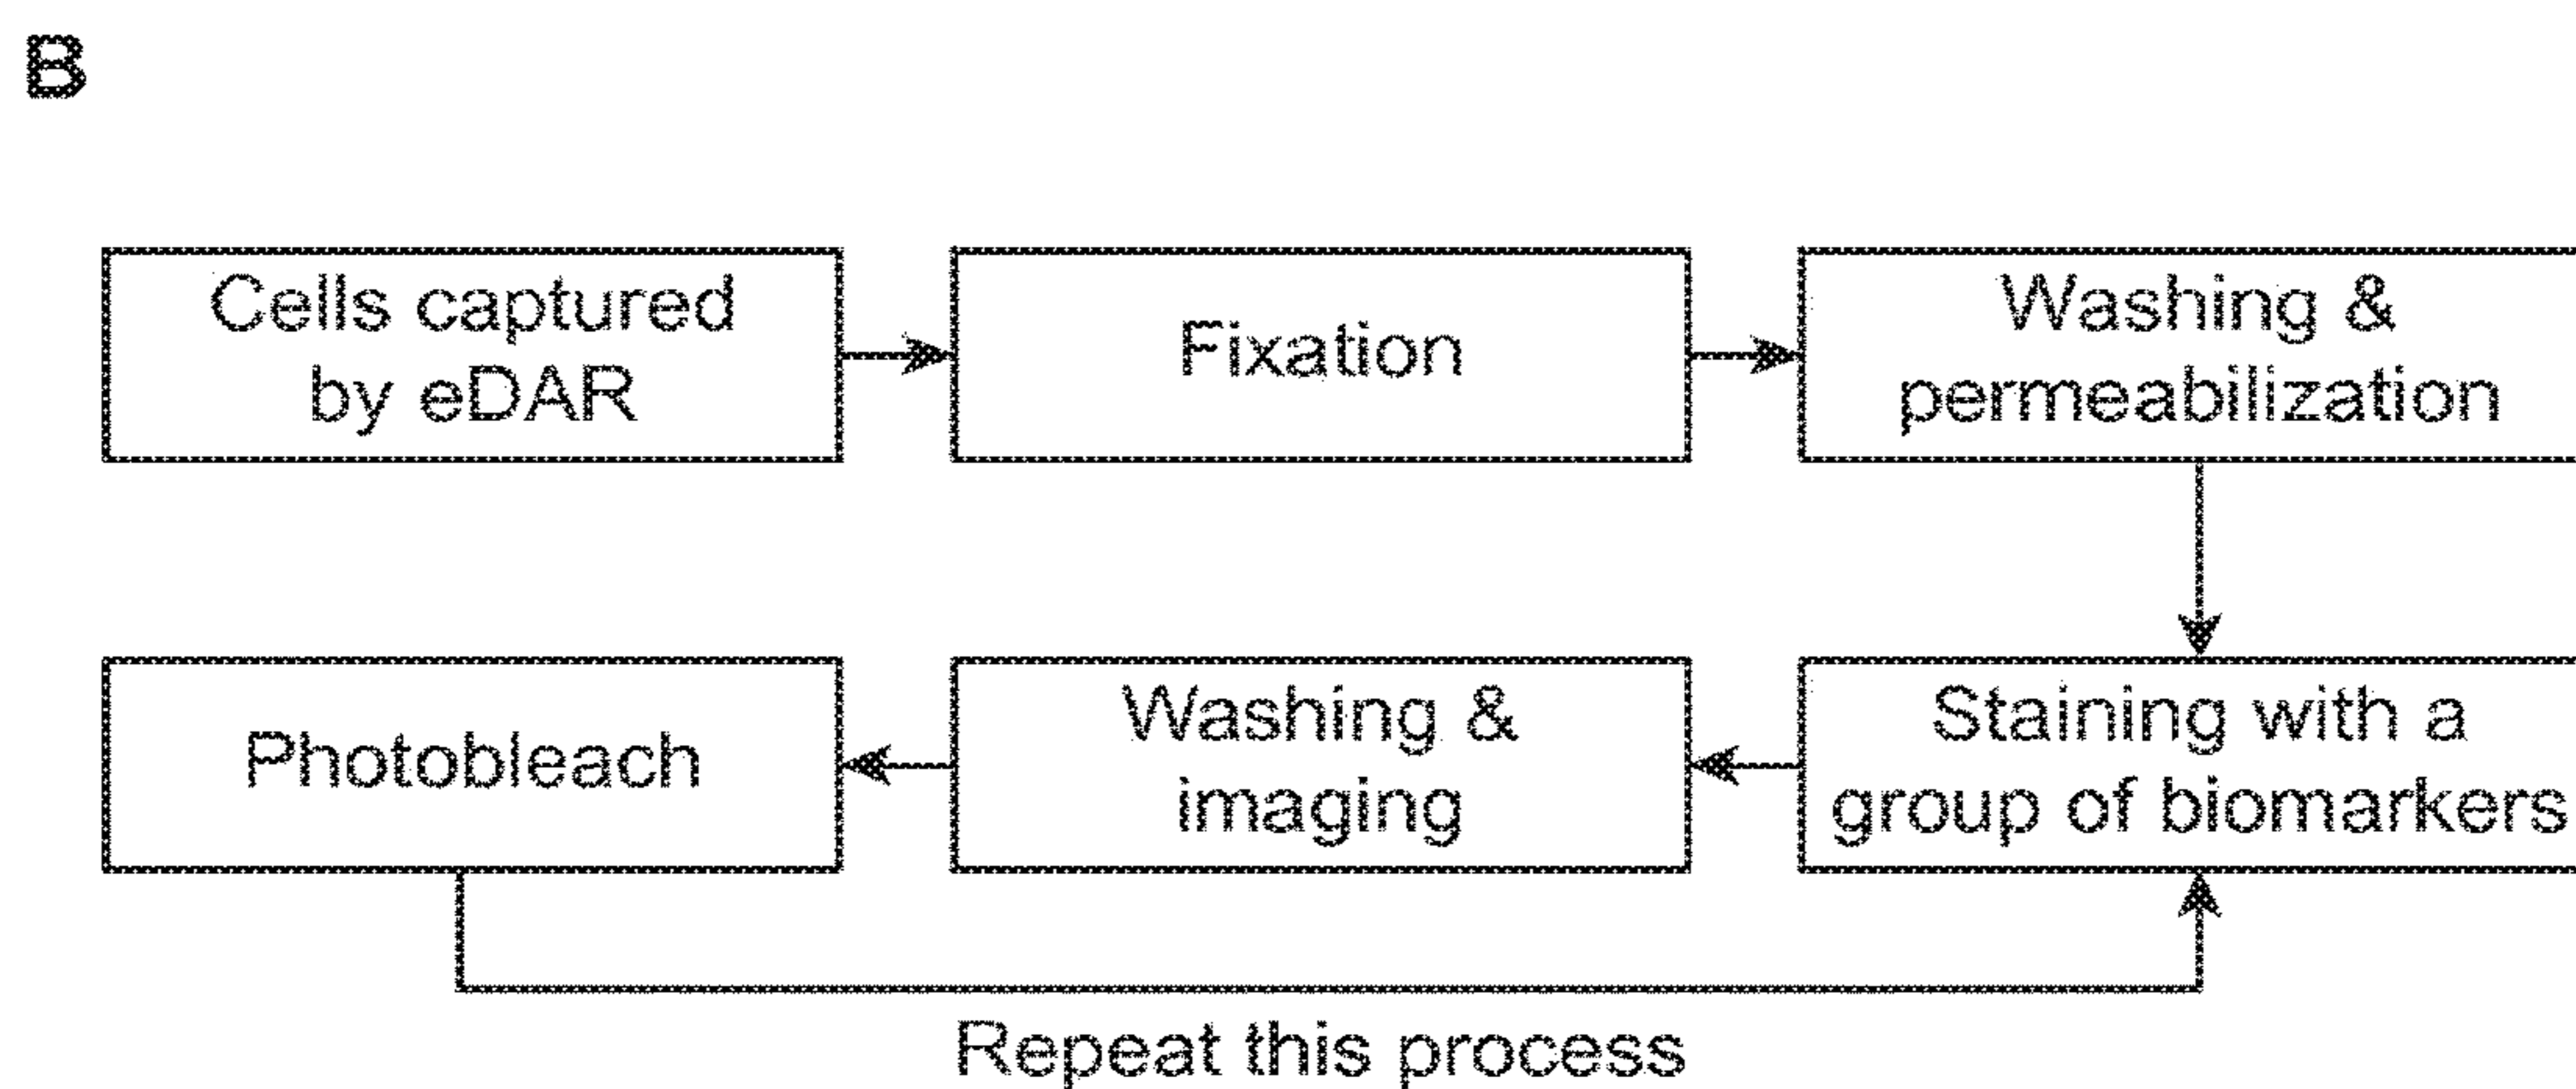 B
Cells captured
by eDAR
Fixation
Washing &
permeabilization
Staining with a
group of biomarkers
Washing &
imaging
Photobleach
Repeat this process